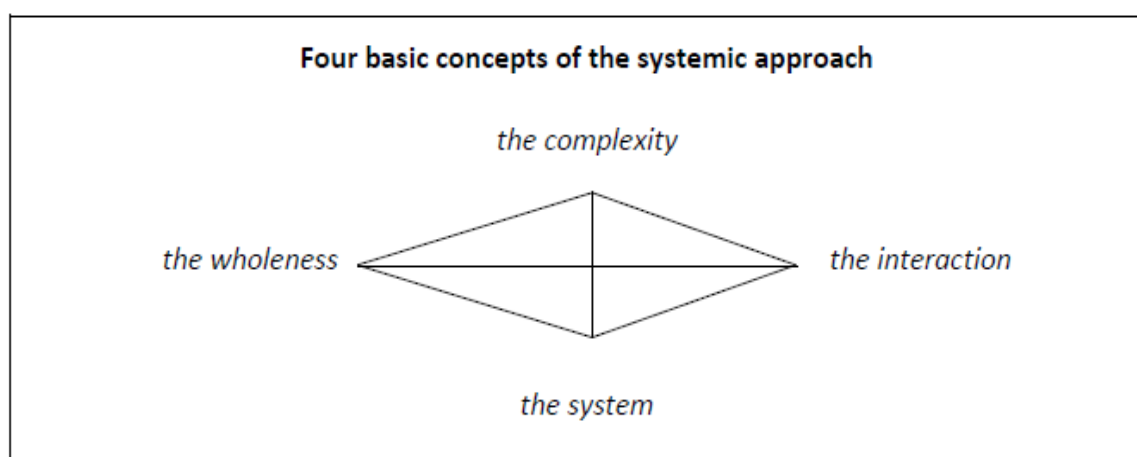 Four basic concepts of the systemic approach
the complexity
the wholeness
the interaction
the system